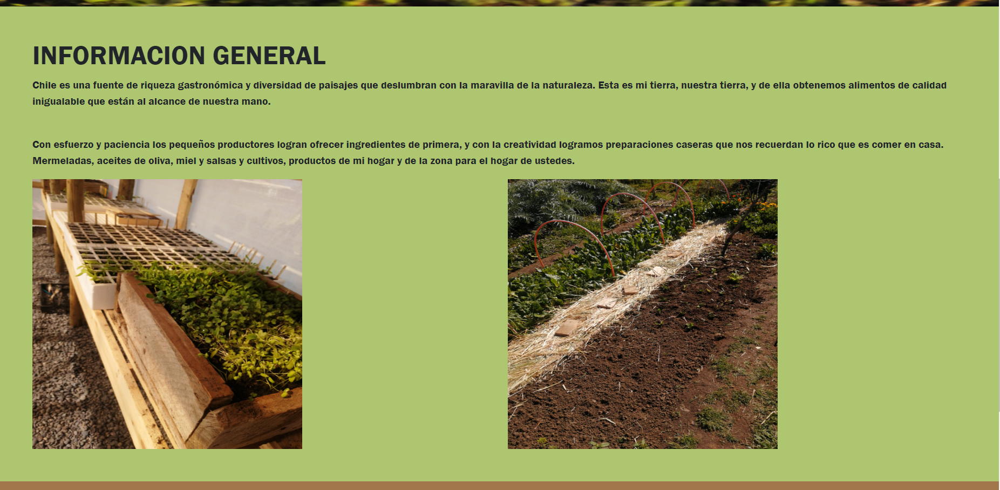 INFORMACION GENERAL
Chile es una fuente de riqueza gastronómica y diversidad de paisajes que deslumbran con la maravilla de la naturaleza. Esta es mi tierra, nuestra tierra, y de ella obtenemos alimentos de calidad
inigualable que están al alcance de nuestra mano.
Con esfuerzo y paciencia los pequeños productores logran ofrecer ingredientes de primera, y con la creatividad logramos preparaciones caseras que nos recuerdan lo rico que es comer en casa.
Mermeladas, aceites de oliva, miel y salsas y cultivos, productos de mi hogar y de la zona para el hogar de ustedes.